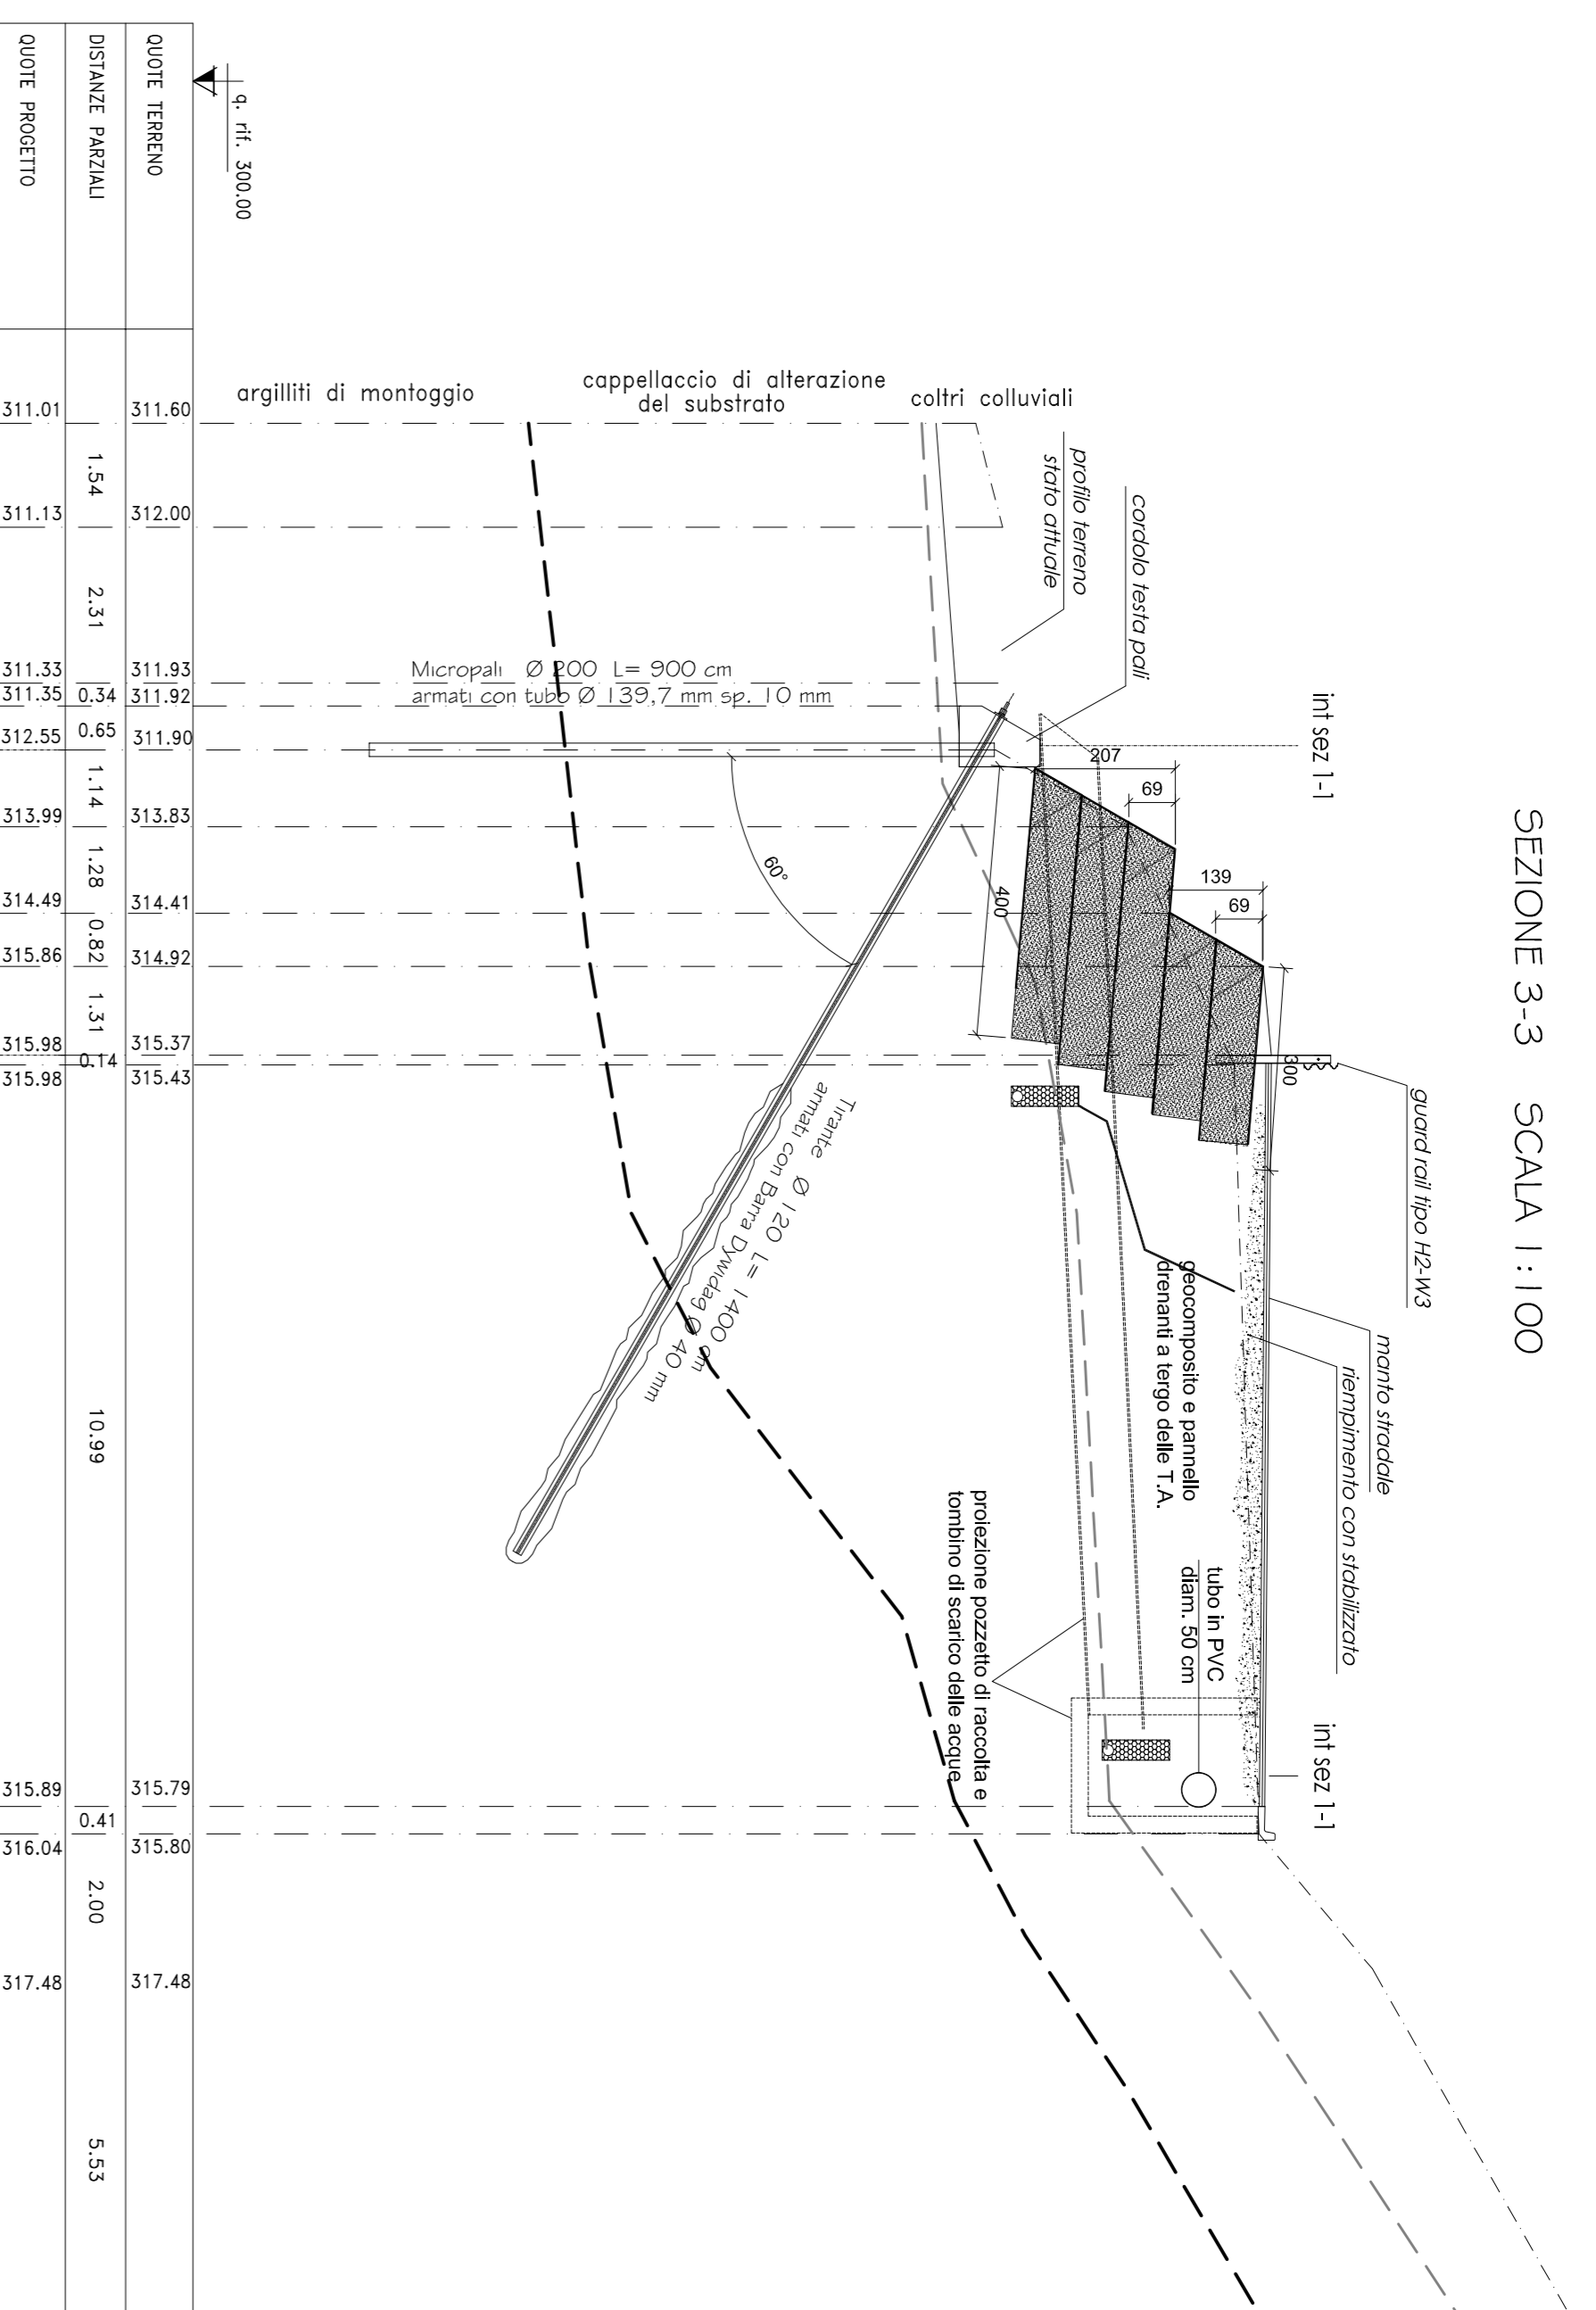 SEZIONE 3-3 SCALA 1:100
int sez 1-1
int sez 1-1
guard rail tipo H2-W3
manto stradale
riempimento con stabilizzato
cordolo testa pali
profilo terreno
stato attuale
207
69
139
69
300
400
60°
geocomposito e pannello
drenanti a tergo delle T.A.
tubo in PVC
diam. 50 cm
proiezione pozzetto di raccolta e
tombino di scarico delle acque
coltri colluviali
cappellaccio di alterazione
del substrato
argilliti di montoggio
Micropali Ø 200 L= 900 cm
armati con tubo Ø 139,7 mm sp. 10 mm
Tirante Ø 120 L= 1400 cm
armati con Barra Dywidag Ø 40 mm
q. rif. 300.00
QUOTE TERRENO
311.60
312.00
311.93
311.92
311.90
313.83
314.41
314.92
315.37
315.43
315.79
315.80
317.48
DISTANZE PARZIALI
1.54
2.31
0.34
0.65
1.14
1.28
0.82
1.31
0.14
10.99
0.41
2.00
5.53
QUOTE PROGETTO
311.01
311.13
311.33
311.35
312.55
313.99
314.49
315.86
315.98
315.98
315.89
316.04
317.48